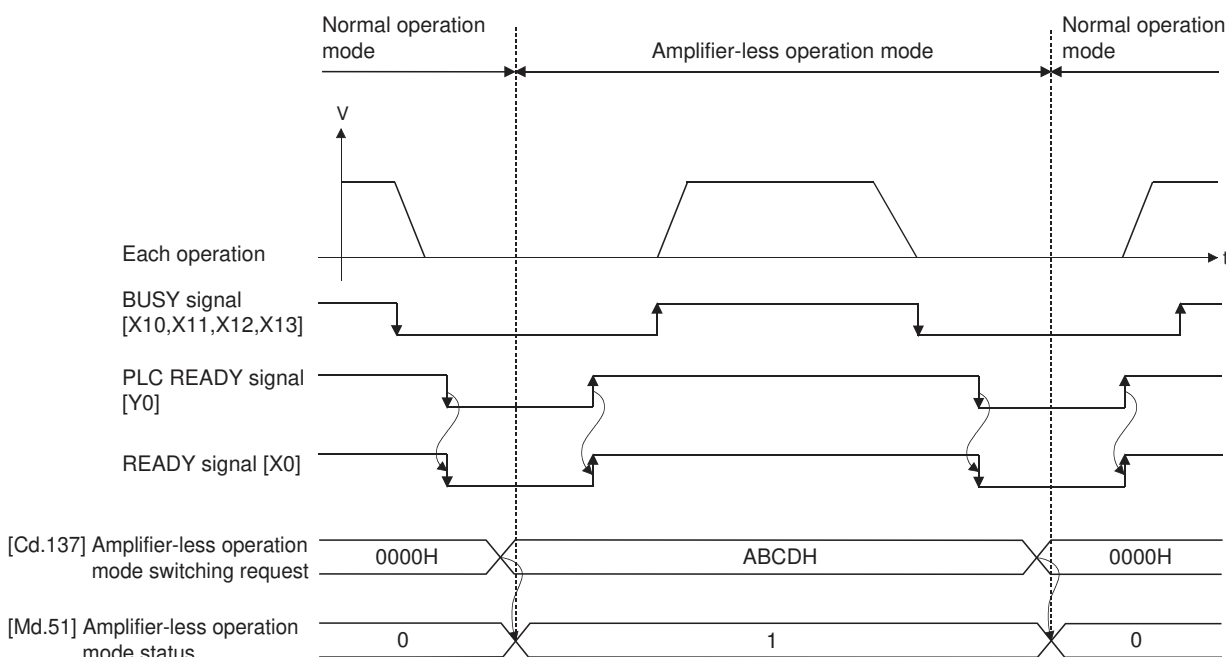 Normal operation
mode
Amplifier-less operation mode
Normal operation
mode
V
Each operation
t
BUSY signal
[X10,X11,X12,X13]
PLC READY signal
[Y0]
READY signal [X0]
[Cd.137] Amplifier-less operation
mode switching request
0000H
ABCDH
0000H
[Md.51] Amplifier-less operation
mode status
0
1
0